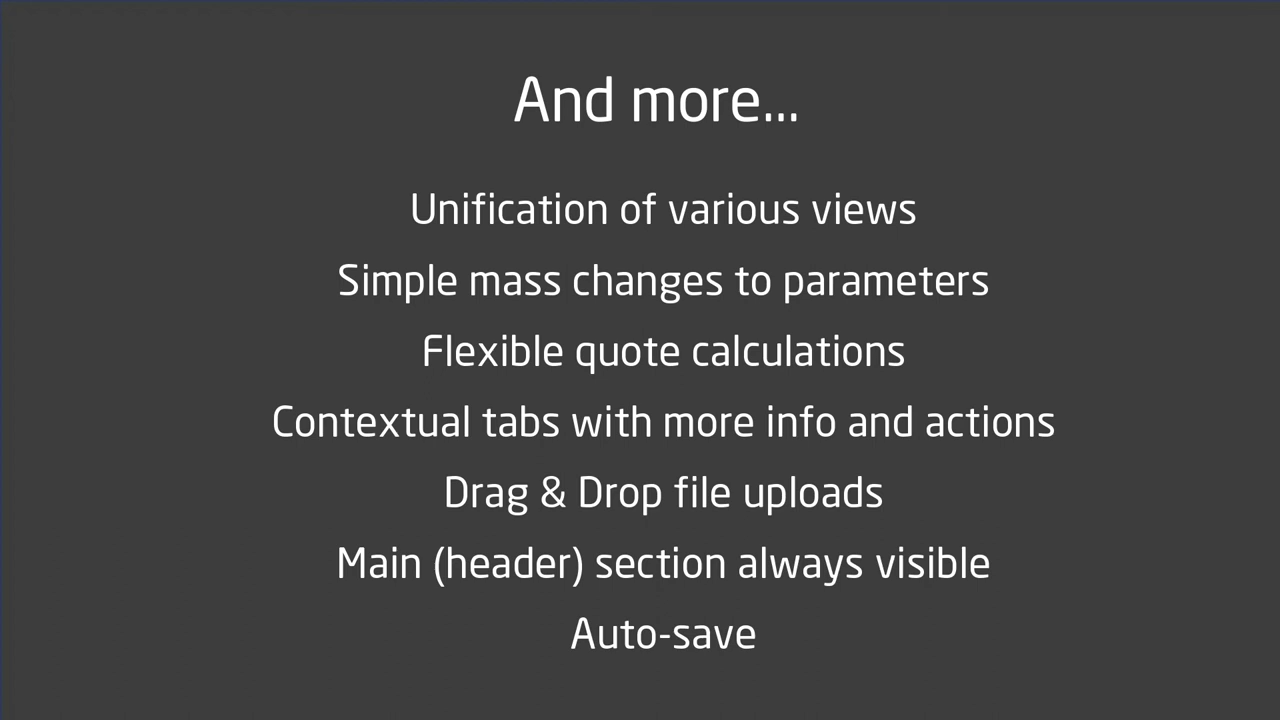 And more...
Unification of various views
Simple mass changes to parameters
Flexible quote calculations
Contextual tabs with more info and actions
Drag & Drop file uploads
Main (header) section always visible
Auto-save